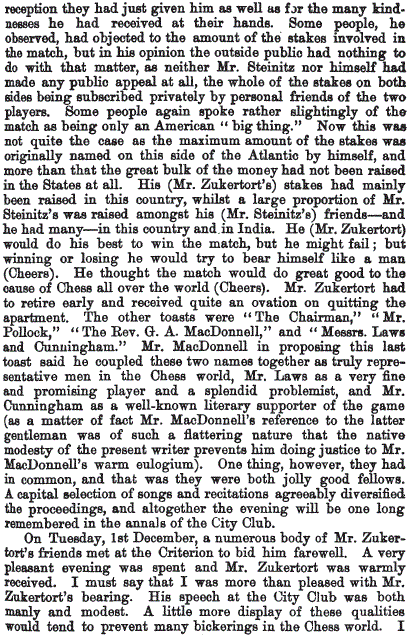 reception they had just given him as well as for the many kind-
nesses he had received at their hands. Some people, he
observed, had objected to the amount of the stakes involved in
the match, but in his opinion the outside public had nothing to
do with that matter, as neither Mr. Steinitz nor himself had
made any public appeal at all, the whole of the stakes on both
sides being subscribed privately by personal friends of the two
players. Some people again spoke rather slightingly of the
match as being only an American "big thing." Now this was
not quite the case as the maximum amount of the stakes was
originally named on this side of the Atlantic by himself, and
more than that the great bulk of the money had not been raised
in the States at all. His (Mr. Zukertort's) stakes had mainly
been raised in this country, whilst a large proportion of Mr.
Steinitz's was raised amongst his (Mr. Steinitz's) friends—and
he had many—in this country and in India. He (Mr. Zukertort)
would do his best to win the match, but he might fail; but
winning or losing he would try to bear himself like a man
(Cheers). He thought the match would do great good to the
cause of Chess all over the world (Cheers). Mr. Zukertort had
to retire early and received quite an ovation on quitting the
apartment. The other toasts were "The Chairman," "Mr.
Pollock," "The Rev. G. A. MacDonnell," and "Messrs. Laws
and Cunningham." Mr. MacDonnell in proposing this last
toast said he coupled these two names together as truly repre-
sentative men in the Chess world, Mr. Laws as a very fine
and promising player and a splendid problemist, and Mr.
Cunningham as a well-known literary supporter of the game
(as a matter of fact Mr. MacDonnell's reference to the latter
gentleman was of such a flattering nature that the native
modesty of the present writer prevents him doing justice to Mr.
MacDonnell's warm eulogium). One thing, however, they had
in common, and that was they were both jolly good fellows.
A capital selection of songs and recitations agreeably diversified
the proceedings, and altogether the evening will be one long
remembered in the annals of the City Club.
On Tuesday, 1st December, a numerous body of Mr. Zuker-
tort's friends met at the Criterion to bid him farewell. A very
pleasant evening was spent and Mr. Zukertort was warmly
received. I must say that I was more than pleased with Mr.
Zukertort's bearing. His speech at the City Club was both
manly and modest. A little more display of these qualities
would tend to prevent many bickerings in the Chess world. I